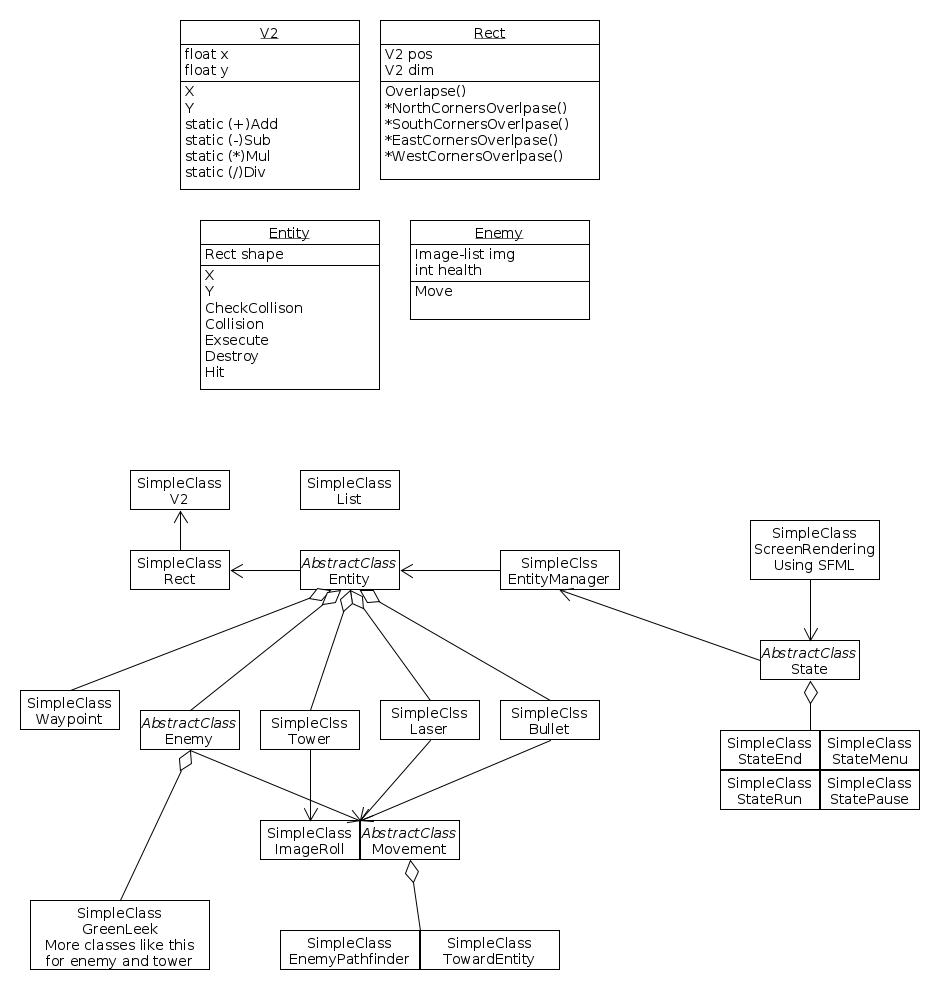 V2
float x
float y
X
Y
static (+)Add
static (-)Sub
static (*)Mul
static (/)Div
Rect
V2 pos
V2 dim
Overlapse()
*NorthCornersOverlpase()
*SouthCornersOverlpase()
*EastCornersOverlpase()
*WestCornersOverlpase()
Entity
Rect shape
X
Y
CheckCollison
Collision
Exsecute
Destroy
Hit
Enemy
Image-list img
int health
Move
SimpleClass
V2
SimpleClass
List
SimpleClass
Rect
AbstractClass
Entity
SimpleClss
EntityManager
SimpleClass
ScreenRendering
Using SFML
AbstractClass
State
SimpleClass
Waypoint
AbstractClass
Enemy
SimpleClss
Tower
SimpleClss
Laser
SimpleClss
Bullet
SimpleClass
StateEnd
SimpleClass
StateMenu
SimpleClass
StateRun
SimpleClass
StatePause
SimpleClass
ImageRoll
AbstractClass
Movement
SimpleClass
GreenLeek
More classes like this
for enemy and tower
SimpleClass
EnemyPathfinder
SimpleClass
TowardEntity